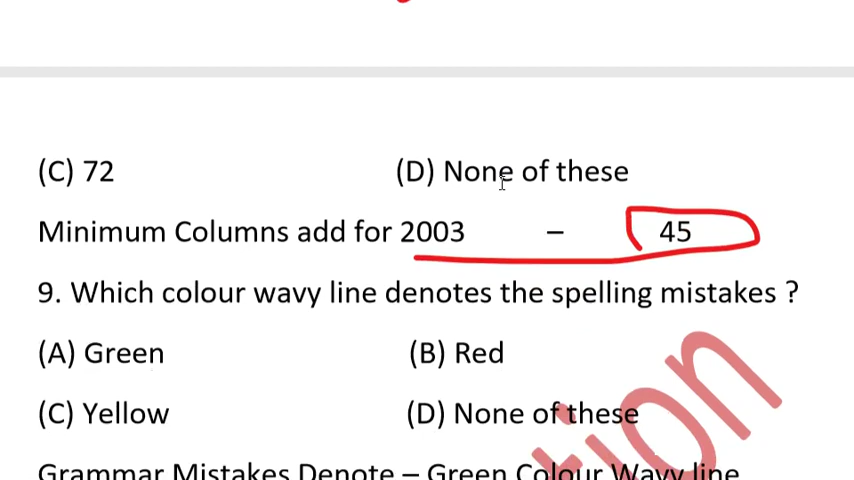 (C) 72 (D) None of these
Minimum Columns add for 2003 – 45
9. Which colour wavy line denotes the spelling mistakes ?
(A) Green (B) Red
(C) Yellow (D) None of these
Grammar Mistakes Denote – Green Colour Wavy line